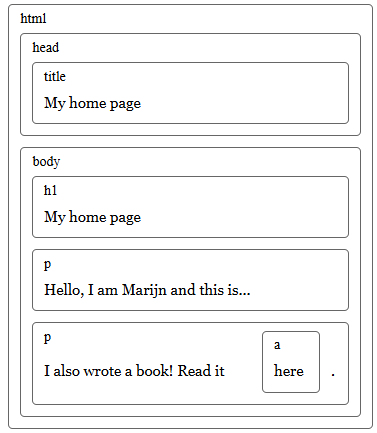 html
head
title
My home page
body
h1
My home page
p
Hello, I am Marijn and this is...
p
a
I also wrote a book! Read it here .